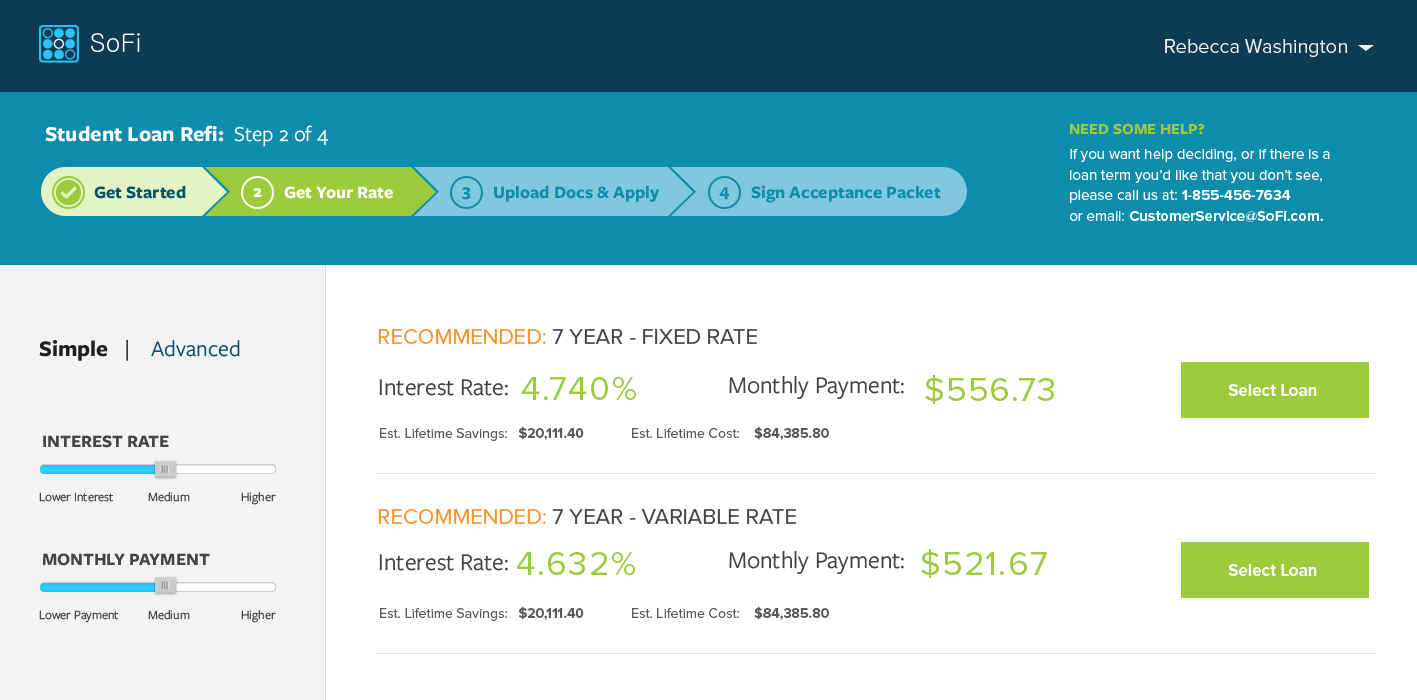 SoFi
Rebecca Washington
Student Loan Refi: Step 2 of 4
Get Started
2 Get Your Rate
3 Upload Docs & Apply
4 Sign Acceptance Packet
NEED SOME HELP?
If you want help deciding, or if there is a
loan term you'd like that you don't see,
please call us at: 1-855-456-7634
or email: CustomerService@SoFi.com.
Simple | Advanced
INTEREST RATE
Lower Interest Medium Higher
MONTHLY PAYMENT
Lower Payment Medium Higher
RECOMMENDED: 7 YEAR - FIXED RATE
Interest Rate: 4.740% Monthly Payment: $556.73
Est. Lifetime Savings: $20,111.40 Est. Lifetime Cost: $84,385.80
Select Loan
RECOMMENDED: 7 YEAR - VARIABLE RATE
Interest Rate: 4.632% Monthly Payment: $521.67
Est. Lifetime Savings: $20,111.40 Est. Lifetime Cost: $84,385.80
Select Loan